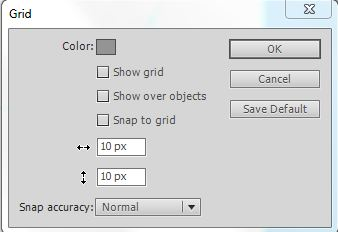 Grid
Color:
OK
Show grid
Cancel
Show over objects
Save Default
Snap to grid
10 px
10 px
Snap accuracy: Normal